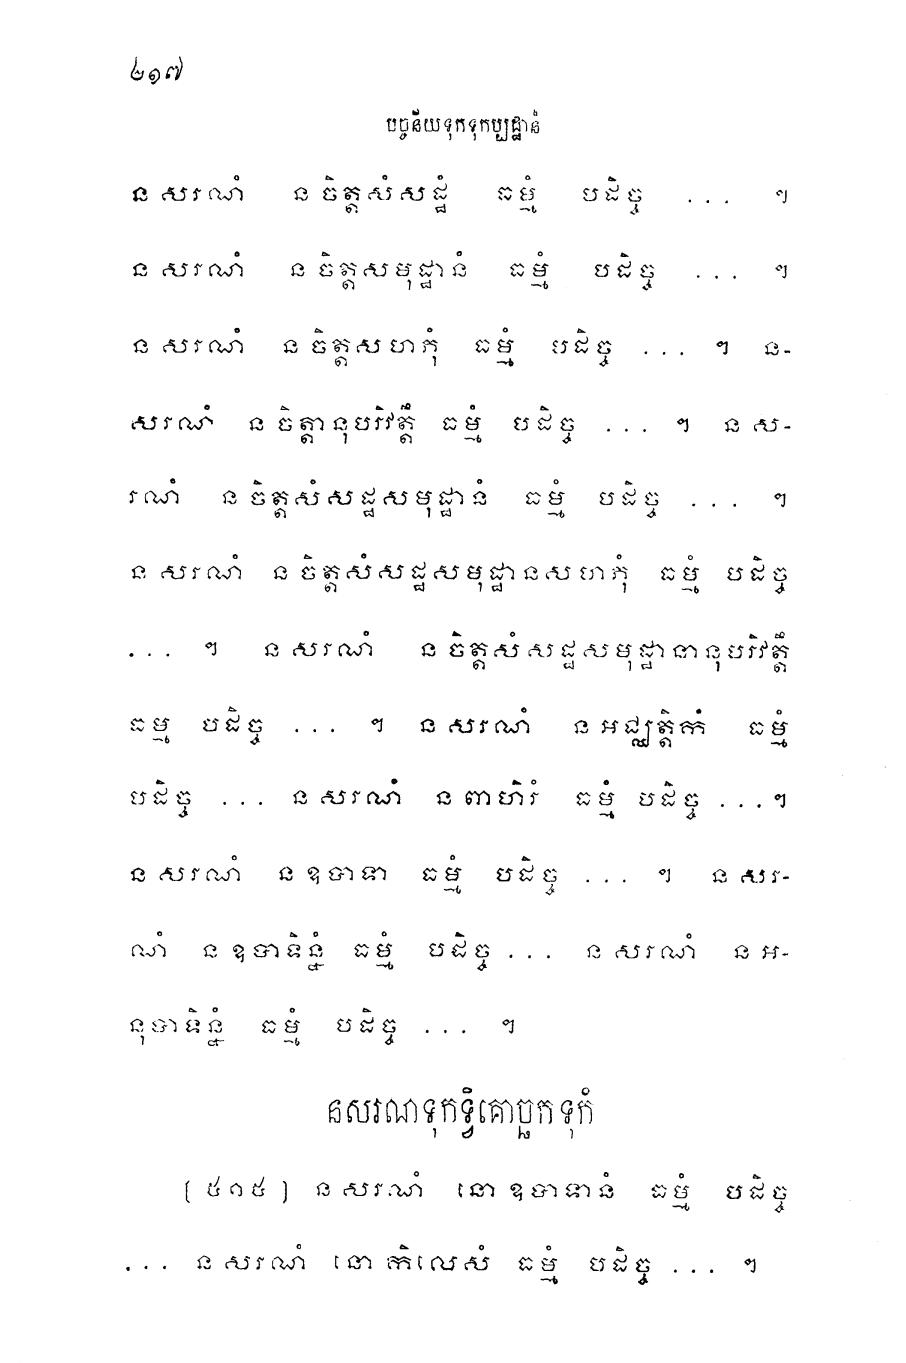 ២១៧
បច្ចនីយទុកទុកប្បដ្ឋានំ
ន សរណំ ន ចិត្តសំសដ្ឋំ ធម្មំ បដិច្ច ... ។
ន សរណំ ន ចិត្តសមុដ្ឋានំ ធម្មំ បដិច្ច ... ។
ន សរណំ ន ចិត្តសហភុំ ធម្មំ បដិច្ច ... ។ ន-
សរណំ ន ចិត្តានុបរិវត្តឹ ធម្មំ បដិច្ច ... ។ ន ស-
រណំ ន ចិត្តសំសដ្ឋសមុដ្ឋានំ ធម្មំ បដិច្ច ... ។
ន សរណំ ន ចិត្តសំសដ្ឋសមុដ្ឋានសហភុំ ធម្មំ បដិច្ច
... ។ ន សរណំ ន ចិត្តសំសដ្ឋសមុដ្ឋានានុបរិវត្តឹ
ធម្ម បដិច្ច ... ។ ន សរណំ ន អជ្ឈត្តិកំ ធម្មំ
បដិច្ច ... ន សរណំ ន ពាហិរំ ធម្មំ បដិច្ច ...។
ន សរណំ ន ឧបាទា ធម្មំ បដិច្ច ... ។ ន សរ-
ណំ ន ឧបាទិន្នំ ធម្មំ បដិច្ច ... ន សរណំ ន អ-
នុបាទិន្នំ ធម្មំ បដិច្ច ... ។
នសរណទុកទ្វិគោច្ឆកទុកំ
[៥១៥] ន សរណំ នោ ឧបាទានំ ធម្មំ បដិច្ច
... ន សរណំ នោ កិលេសំ ធម្មំ បដិច្ច ... ។